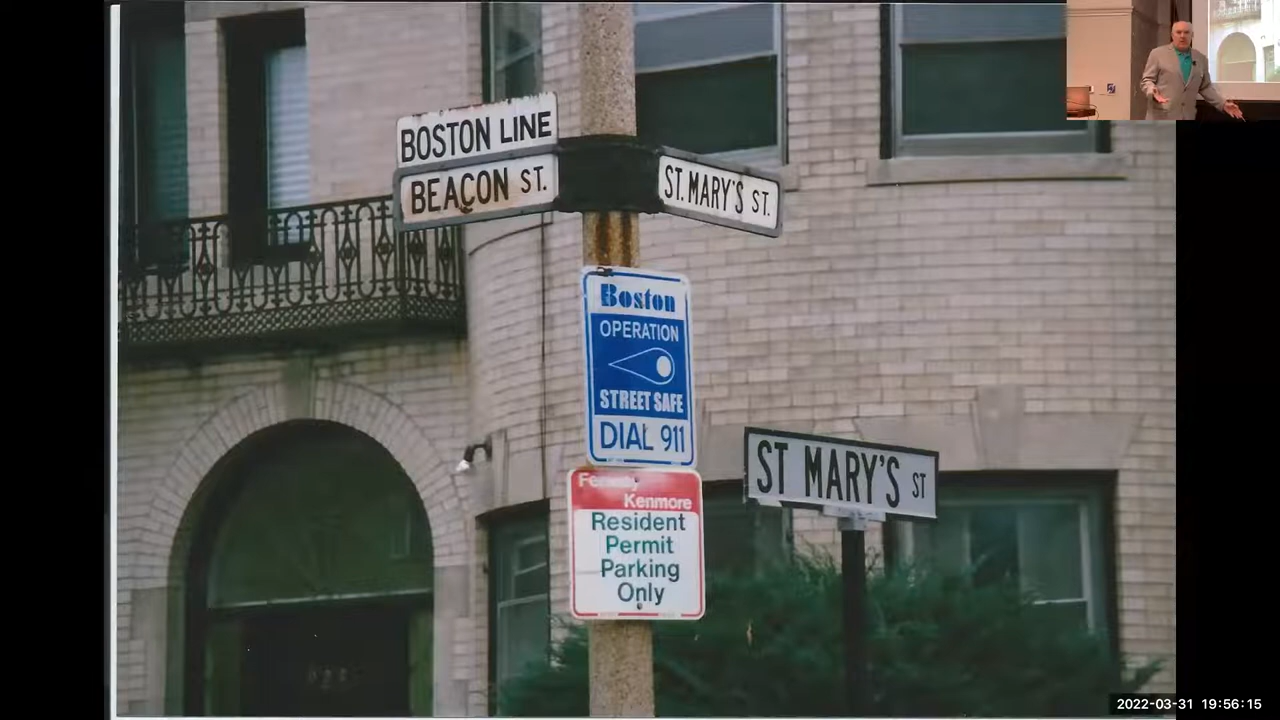 BOSTON LINE
BEACON ST.
ST. MARY'S ST.
Boston
OPERATION
STREET SAFE
DIAL 911
ST MARY'S ST
Kenmore
Resident
Permit
Parking
Only
2022-03-31 19:56:15